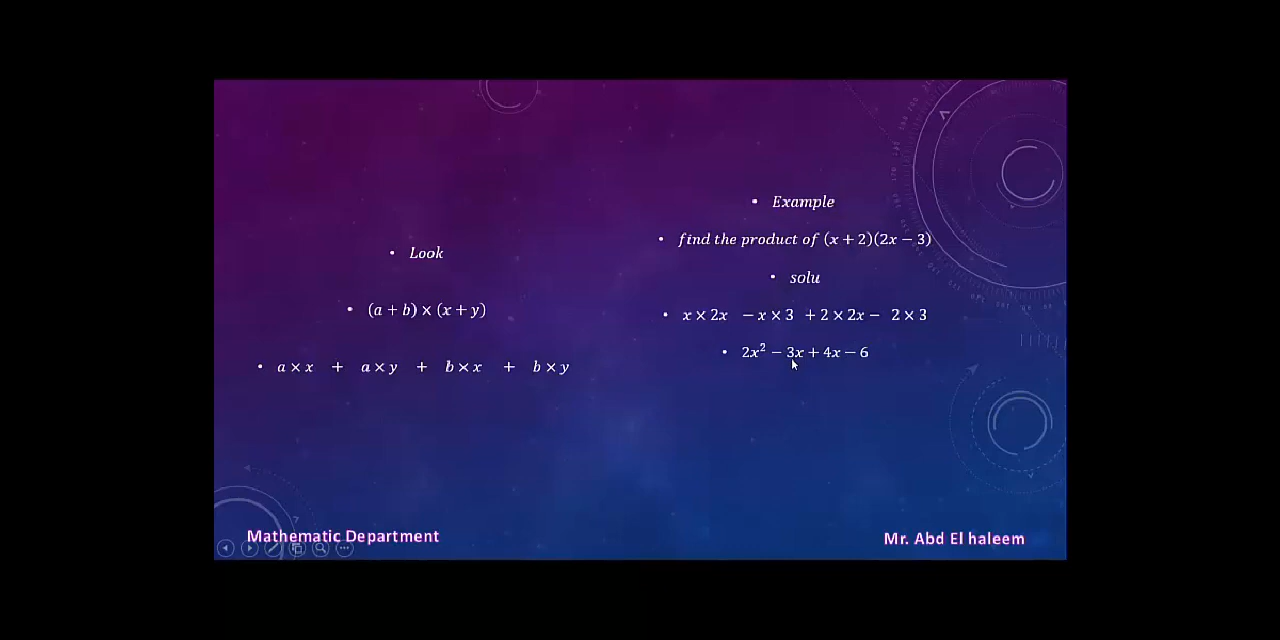 • Look
• (a + b) × (x + y)
• a × x + a × y + b × x + b × y
• Example
• find the product of (x + 2)(2x − 3)
• solu
• x × 2x − x × 3 + 2 × 2x − 2 × 3
• 2x² − 3x + 4x − 6
Mathematic Department
Mr. Abd El haleem